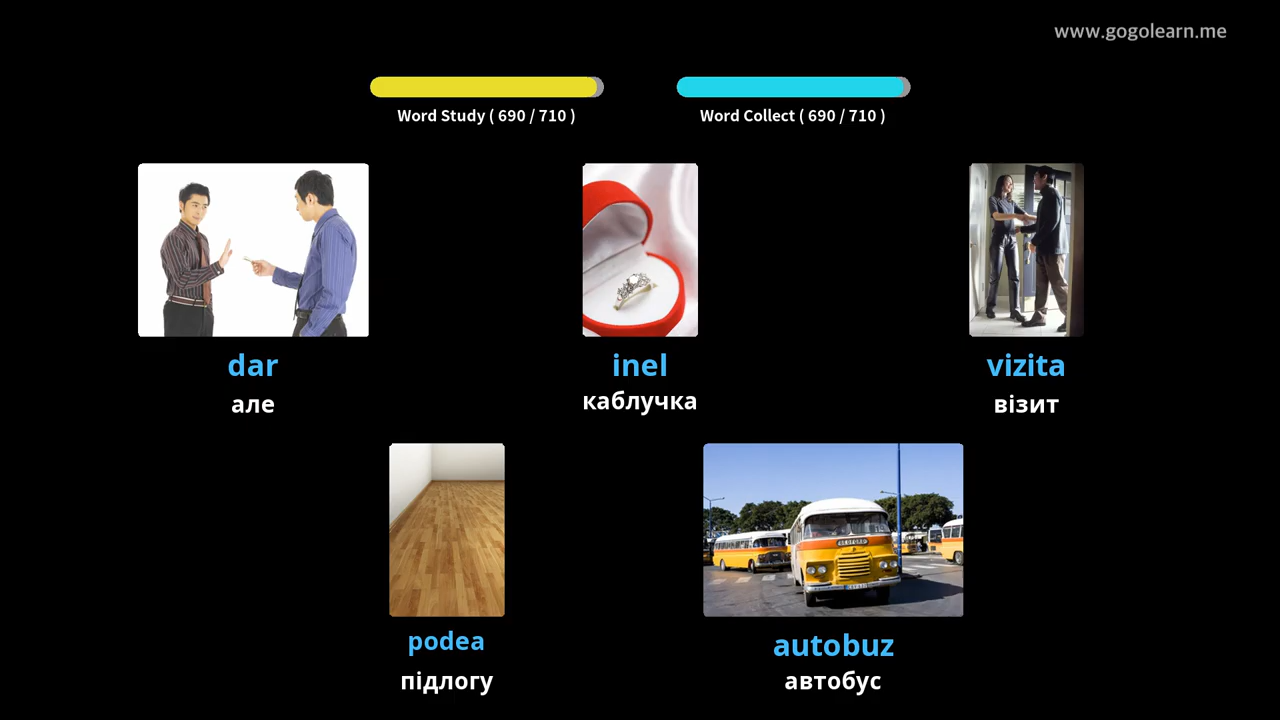 www.gogolearn.me
Word Study ( 690 / 710 )
Word Collect ( 690 / 710 )
dar
але
inel
каблучка
vizita
візит
podea
підлогу
autobuz
автобус
BEDFORD